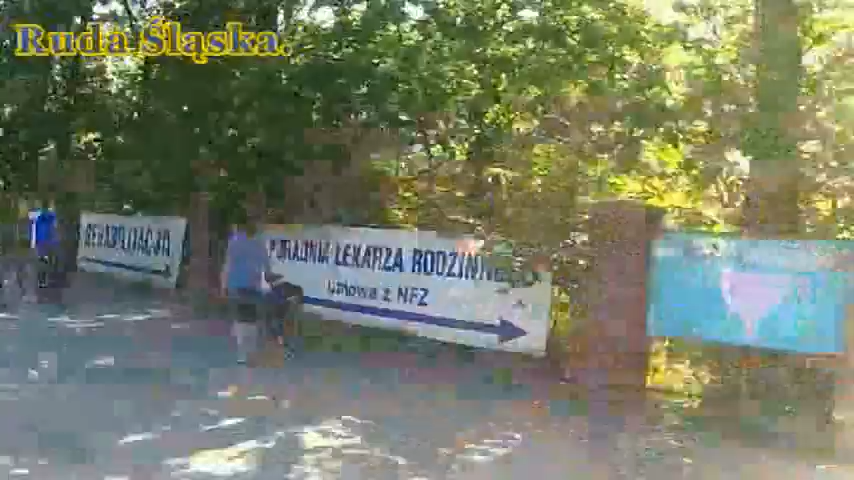 Ruda Śląska
REHABILITACJA
PORADNIA LEKARZA RODZINNEGO
umowa z NFZ